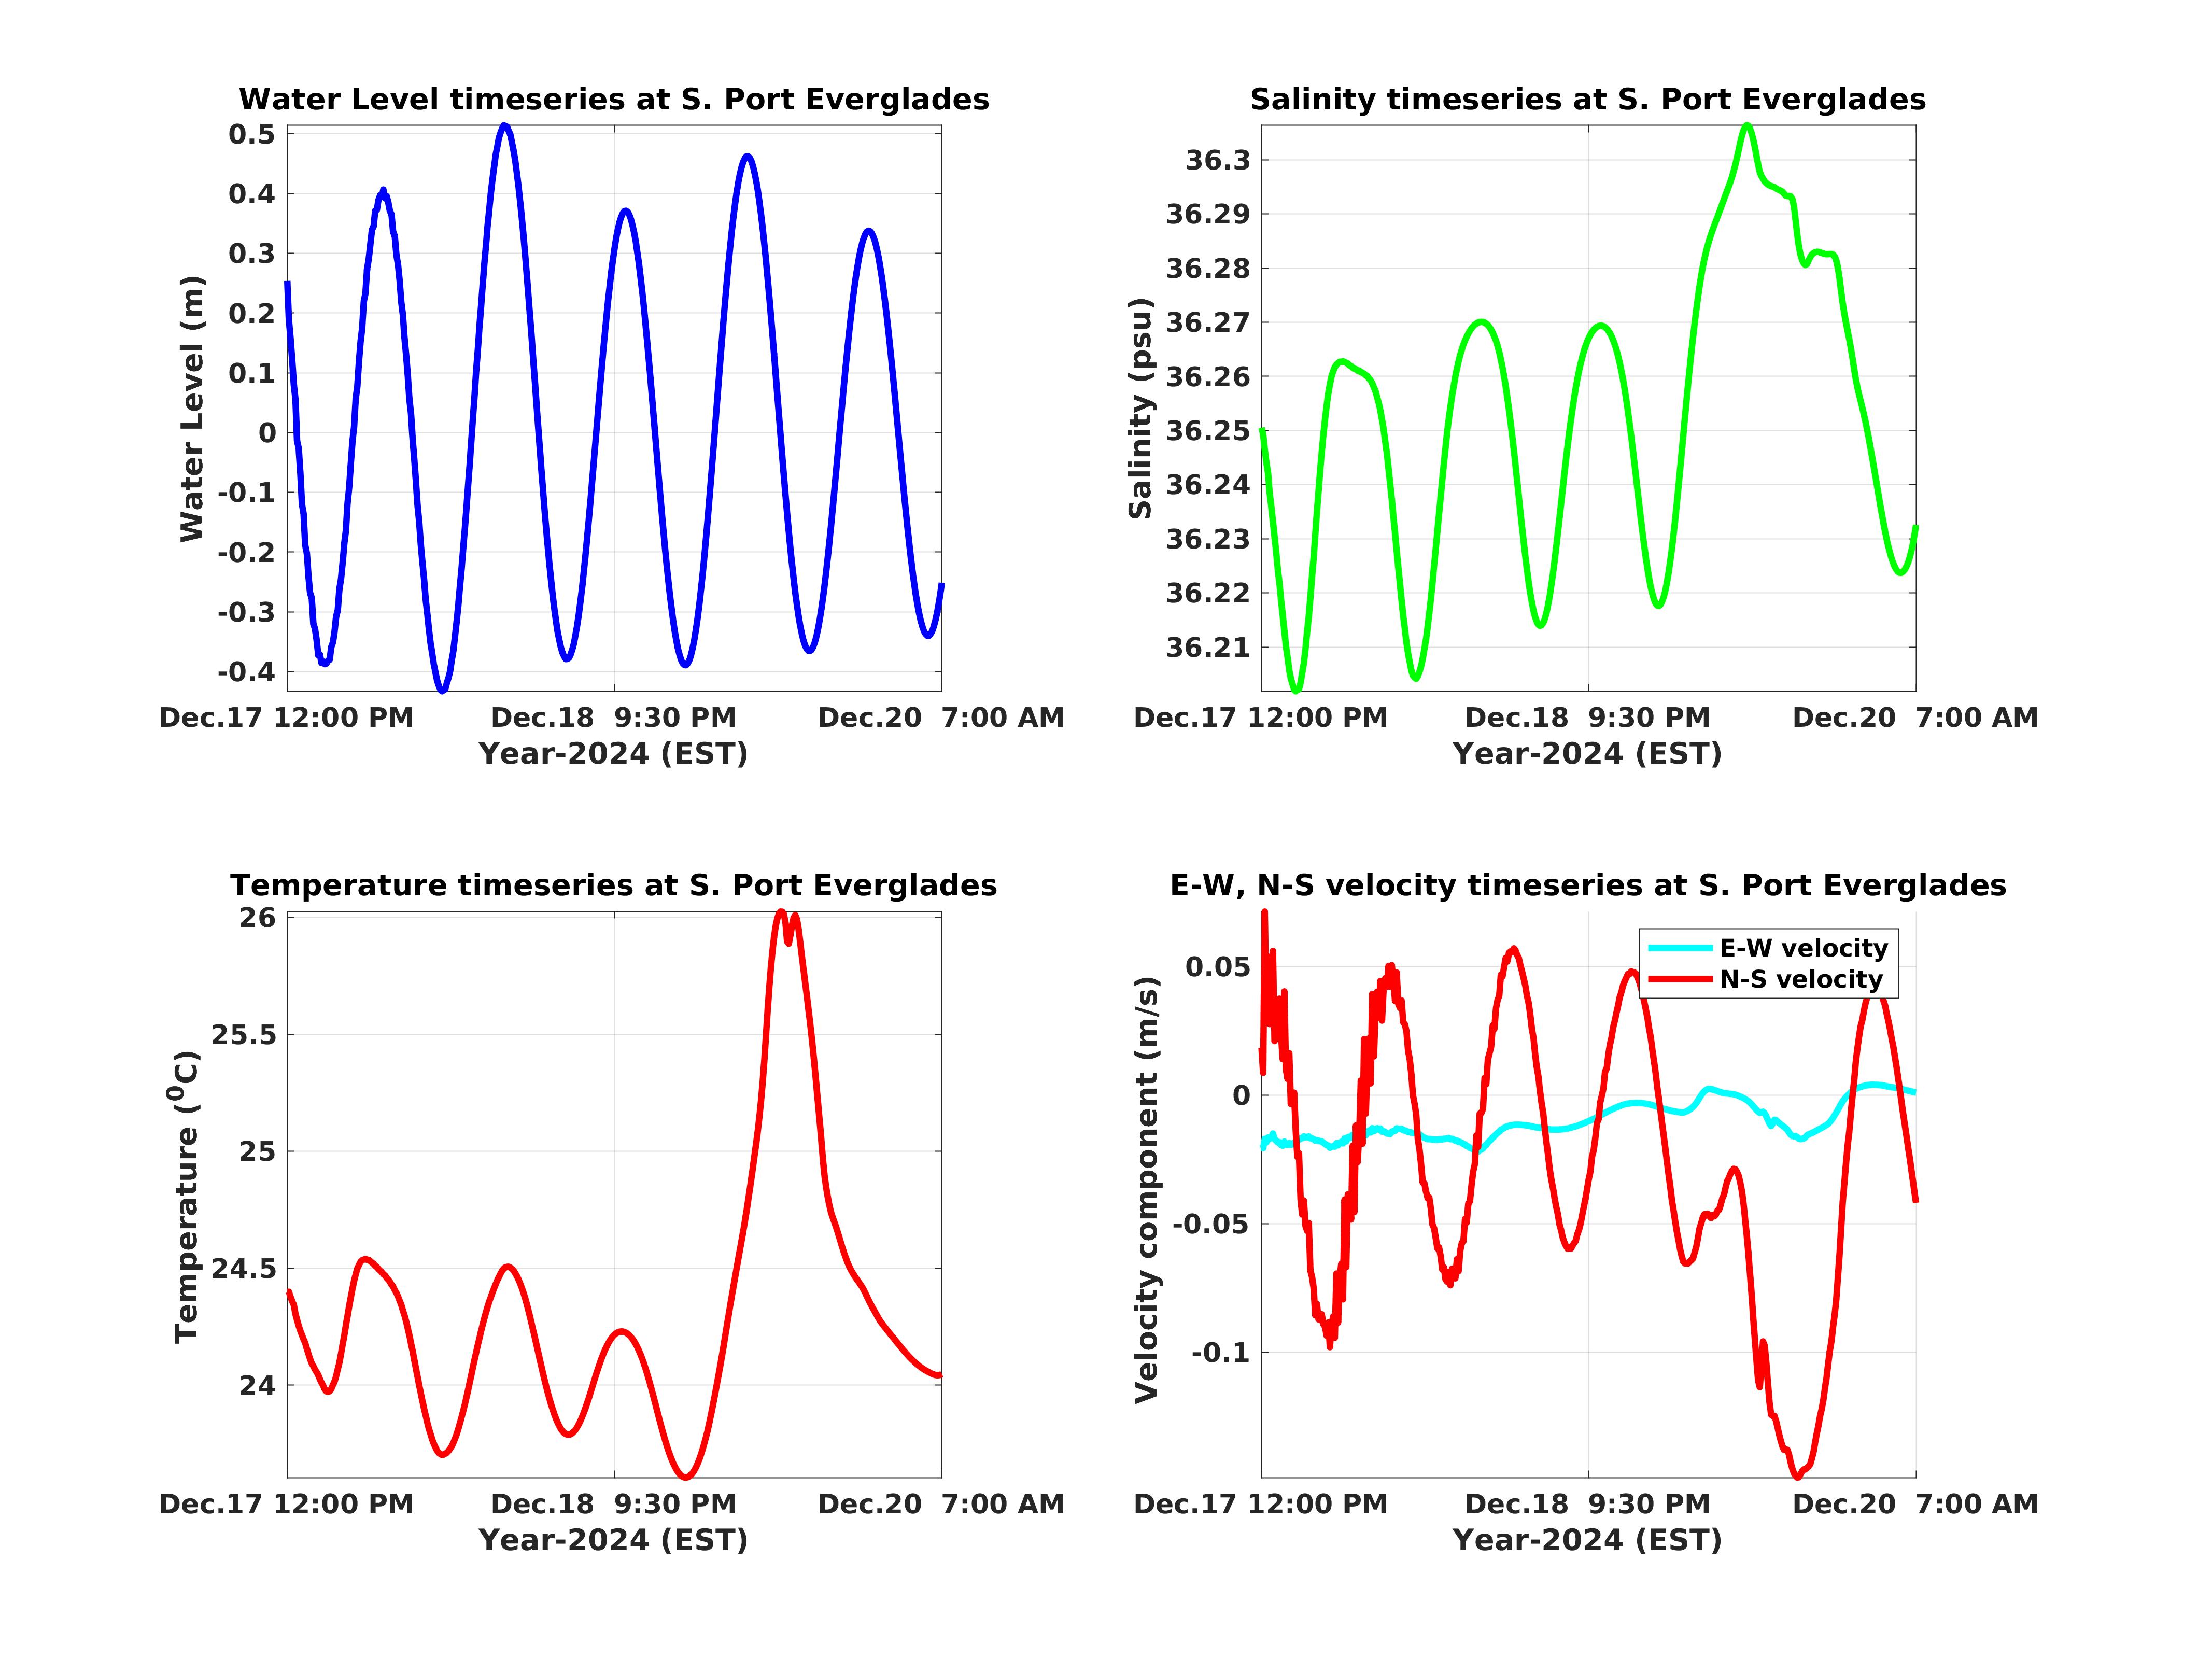 Water Level timeseries at S. Port Everglades
Water Level (m)
0.5
0.4
0.3
0.2
0.1
0
-0.1
-0.2
-0.3
-0.4
Dec.17 12:00 PM Dec.18 9:30 PM Dec.20 7:00 AM
Year-2024 (EST)
Salinity timeseries at S. Port Everglades
Salinity (psu)
36.3
36.29
36.28
36.27
36.26
36.25
36.24
36.23
36.22
36.21
Dec.17 12:00 PM Dec.18 9:30 PM Dec.20 7:00 AM
Year-2024 (EST)
Temperature timeseries at S. Port Everglades
Temperature (⁰C)
26
25.5
25
24.5
24
Dec.17 12:00 PM Dec.18 9:30 PM Dec.20 7:00 AM
Year-2024 (EST)
E-W, N-S velocity timeseries at S. Port Everglades
Velocity component (m/s)
E-W velocity
N-S velocity
0.05
0
-0.05
-0.1
Dec.17 12:00 PM Dec.18 9:30 PM Dec.20 7:00 AM
Year-2024 (EST)